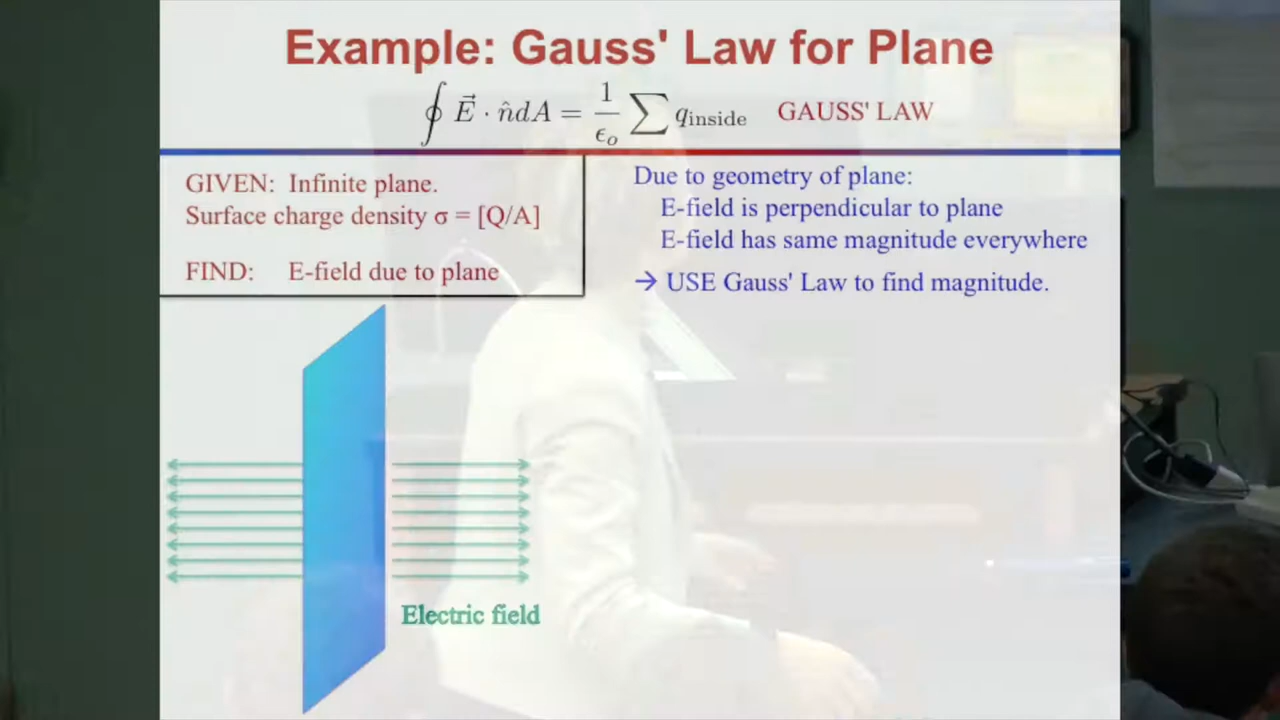 Example: Gauss' Law for Plane
∮ E⃗ · n̂dA = 1/ϵₒ ∑ q_inside GAUSS' LAW
GIVEN: Infinite plane.
Surface charge density σ = [Q/A]
FIND: E-field due to plane
Due to geometry of plane:
E-field is perpendicular to plane
E-field has same magnitude everywhere
→ USE Gauss' Law to find magnitude.
Electric field